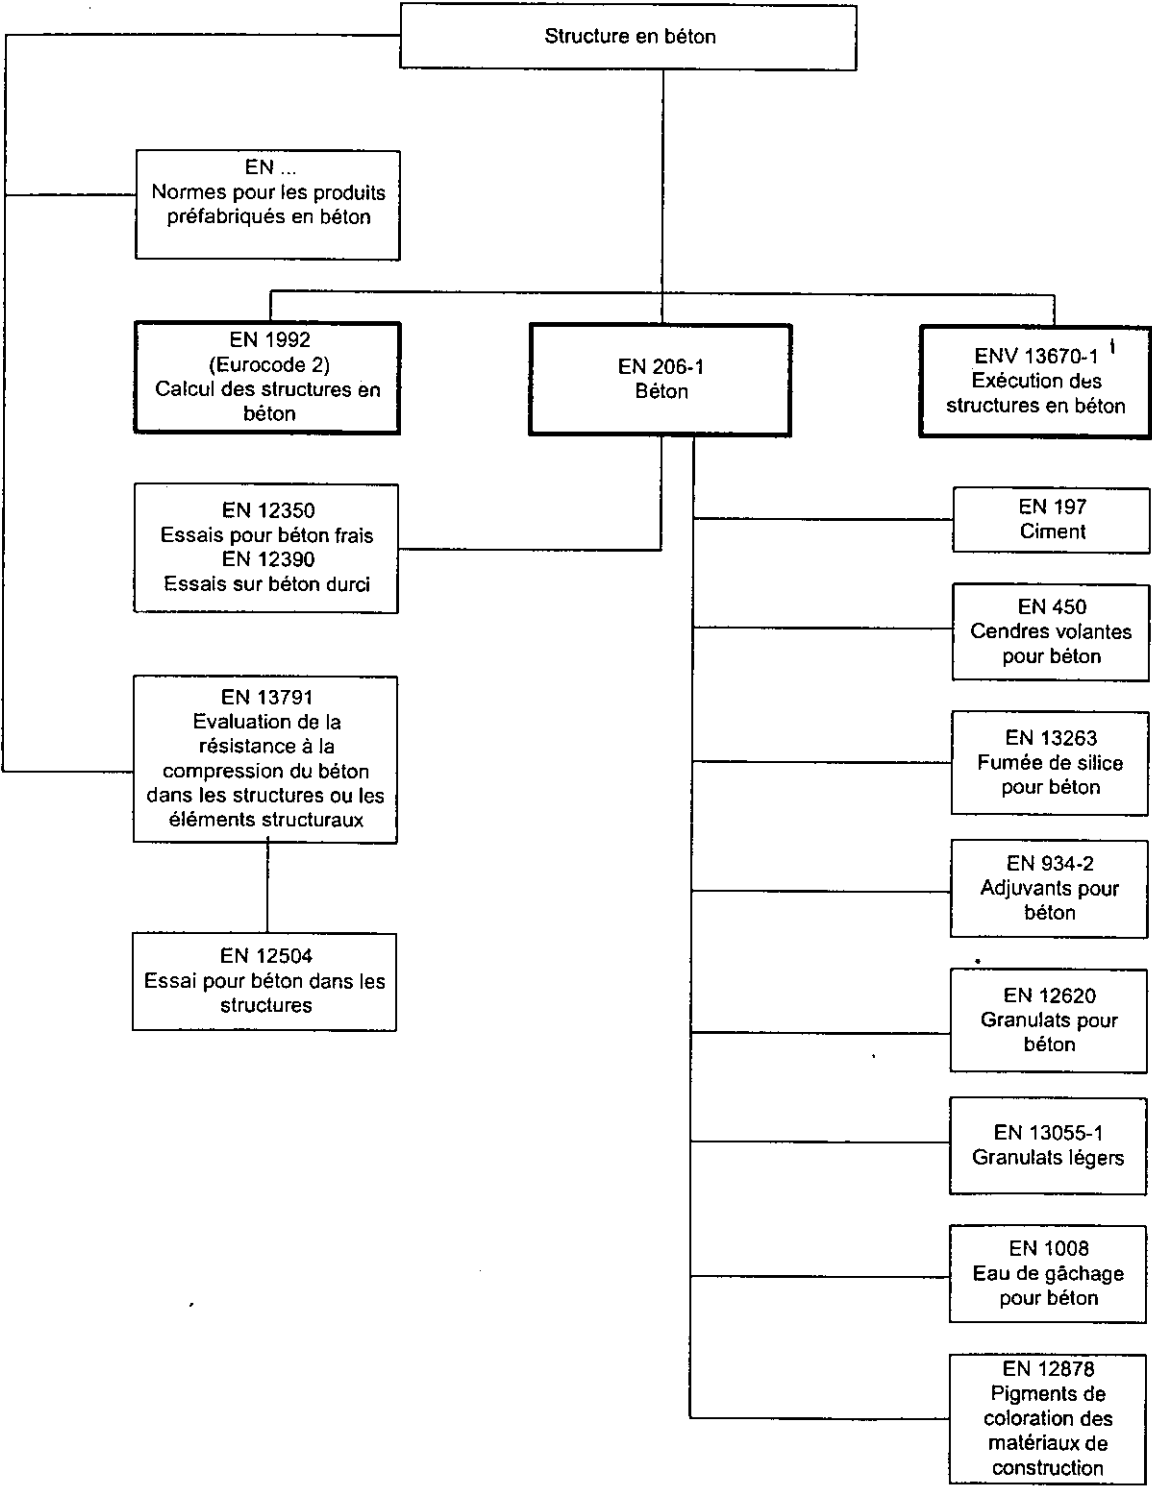 Structure en béton
EN ...
Normes pour les produits
préfabriqués en béton
EN 1992
(Eurocode 2)
Calcul des structures en
béton
EN 206-1
Béton
ENV 13670-1
Exécution des
structures en béton
EN 12350
Essais pour béton frais
EN 12390
Essais sur béton durci
EN 197
Ciment
EN 450
Cendres volantes
pour béton
EN 13791
Evaluation de la
résistance à la
compression du béton
dans les structures ou les
éléments structuraux
EN 13263
Fumée de silice
pour béton
EN 934-2
Adjuvants pour
béton
EN 12504
Essai pour béton dans les
structures
EN 12620
Granulats pour
béton
EN 13055-1
Granulats légers
EN 1008
Eau de gâchage
pour béton
EN 12878
Pigments de
coloration des
matériaux de
construction